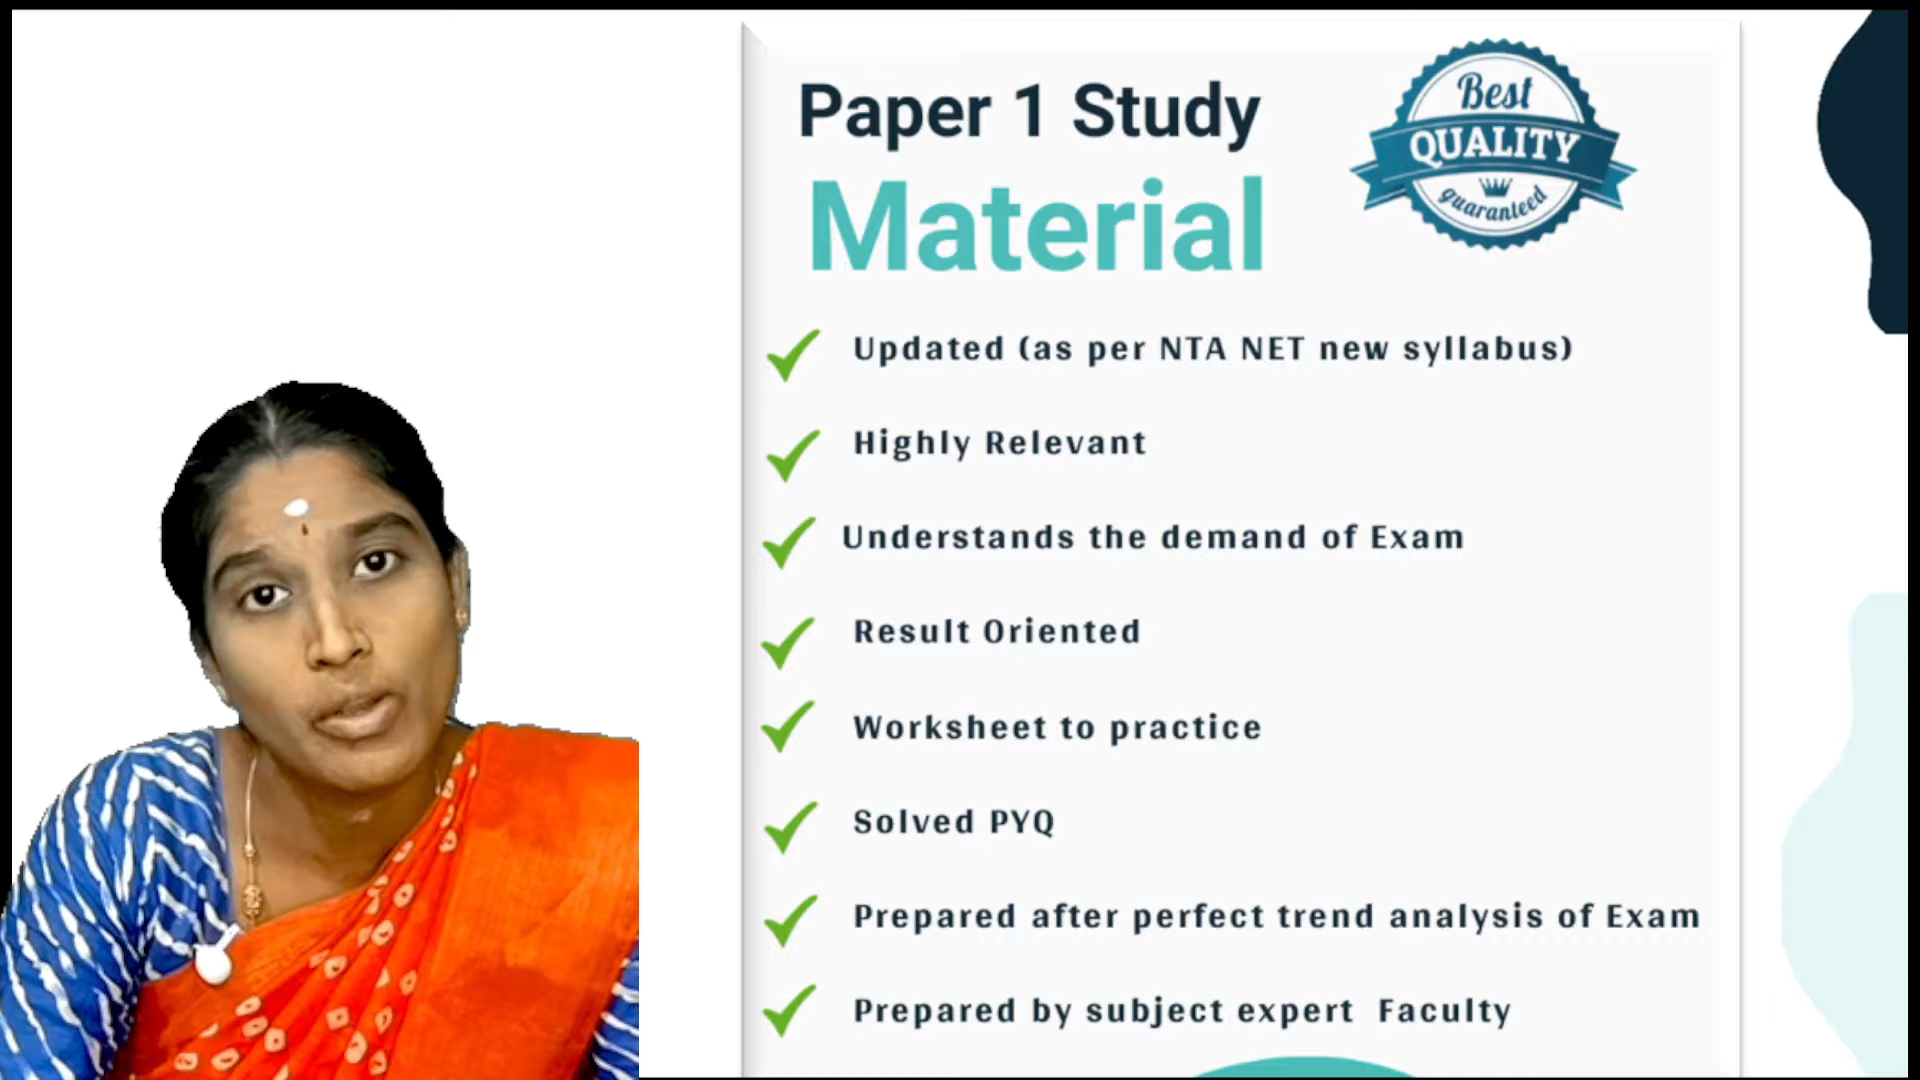 Paper 1 Study
Material
Best
QUALITY
guaranteed
Updated (as per NTA NET new syllabus)
Highly Relevant
Understands the demand of Exam
Result Oriented
Worksheet to practice
Solved PYQ
Prepared after perfect trend analysis of Exam
Prepared by subject expert Faculty